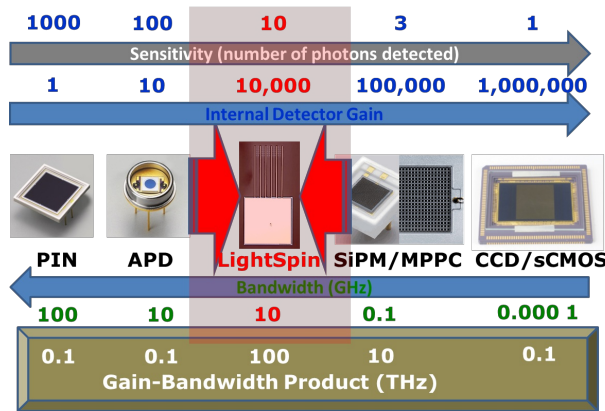 1000 100 10 3 1
Sensitivity (number of photons detected)
1 10 10,000 100,000 1,000,000
Internal Detector Gain
PIN APD LightSpin SiPM/MPPC CCD/sCMOS
Bandwidth (GHz)
100 10 10 0.1 0.000 1
0.1 0.1 100 10 0.1
Gain-Bandwidth Product (THz)